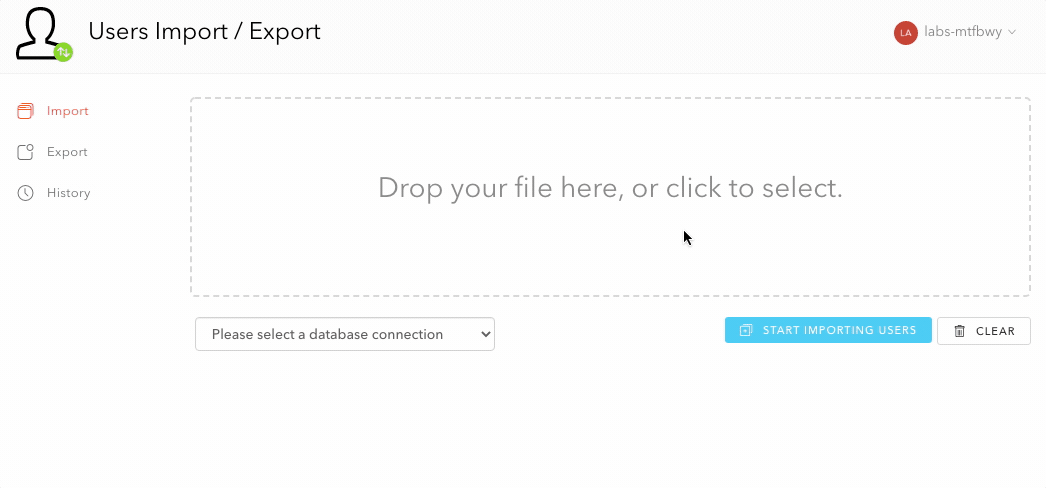 Users Import / Export
LA
labs-mtfbwy
Import
Export
History
Drop your file here, or click to select.
Please select a database connection
START IMPORTING USERS
CLEAR